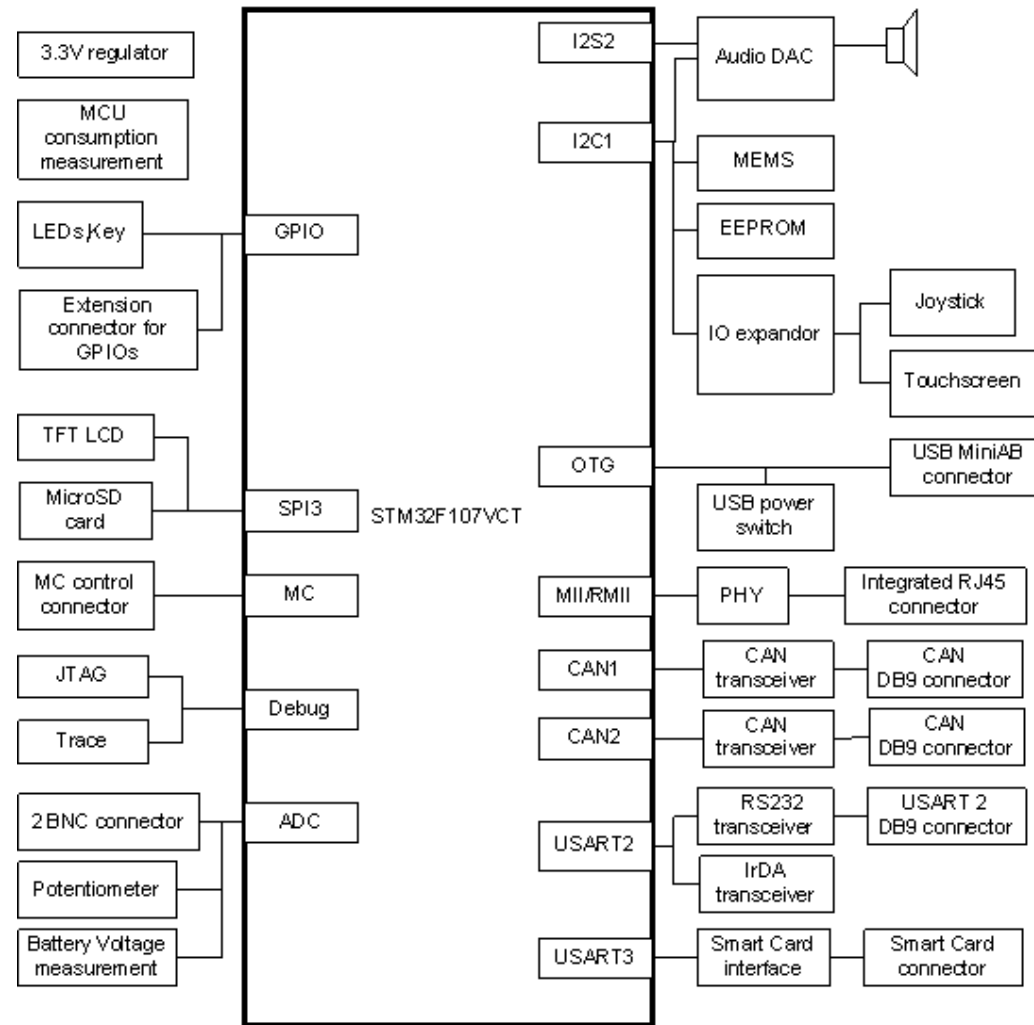 3.3V regulator
MCU
consumption
measurement
LEDs,Key
Extension
connector for
GPIOs
TFT LCD
MicroSD
card
MC control
connector
JTAG
Trace
2BNC connector
Potentiometer
Battery Voltage
measurement
GPIO
SPI3
MC
Debug
ADC
STM32F107VCT
I2S2
I2C1
OTG
MII/RMII
CAN1
CAN2
USART2
USART3
Audio DAC
MEMS
EEPROM
IO expandor
Joystick
Touchscreen
USB MiniAB
connector
USB power
switch
PHY
Integrated RJ45
connector
CAN
transceiver
CAN
DB9 connector
CAN
transceiver
CAN
DB9 connector
RS232
transceiver
USART 2
DB9 connector
IrDA
transceiver
Smart Card
interface
Smart Card
connector